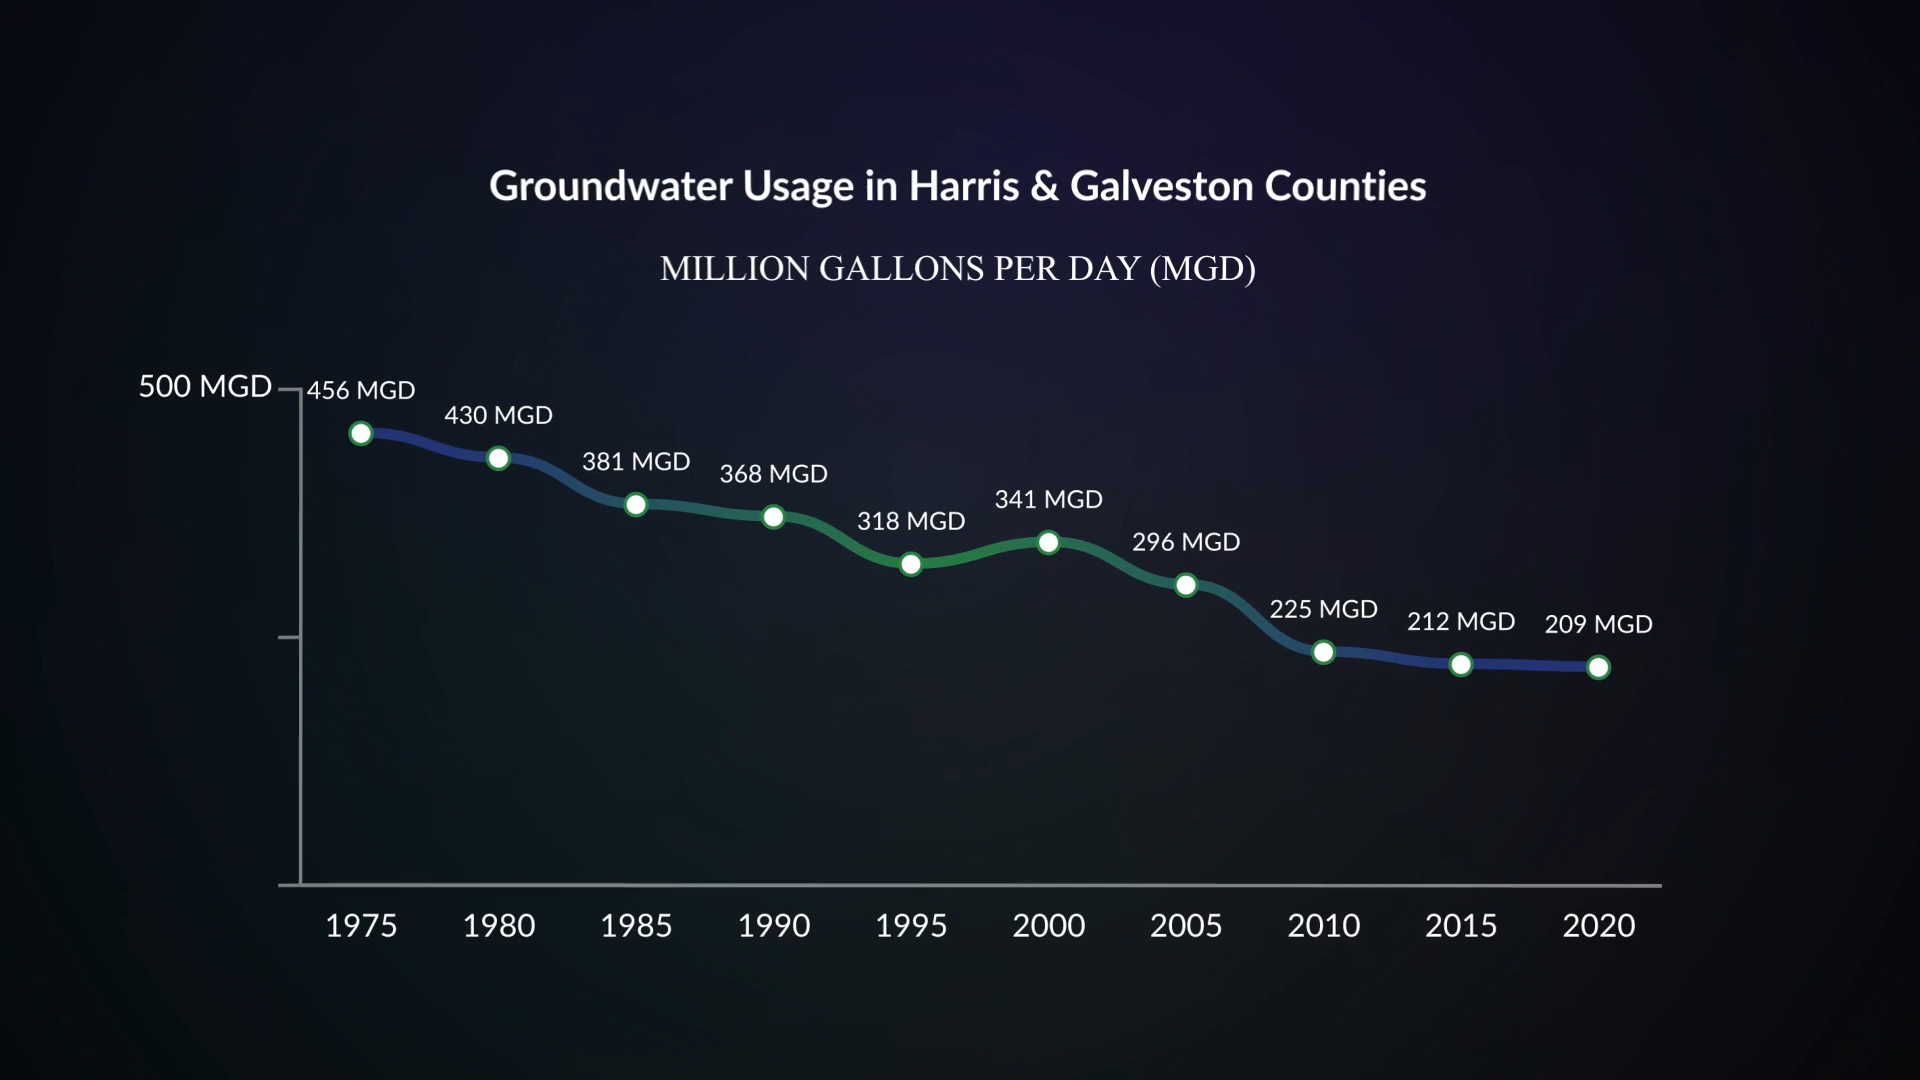 Groundwater Usage in Harris & Galveston Counties
MILLION GALLONS PER DAY (MGD)
500 MGD
456 MGD
430 MGD
381 MGD
368 MGD
318 MGD
341 MGD
296 MGD
225 MGD
212 MGD
209 MGD
1975 1980 1985 1990 1995 2000 2005 2010 2015 2020